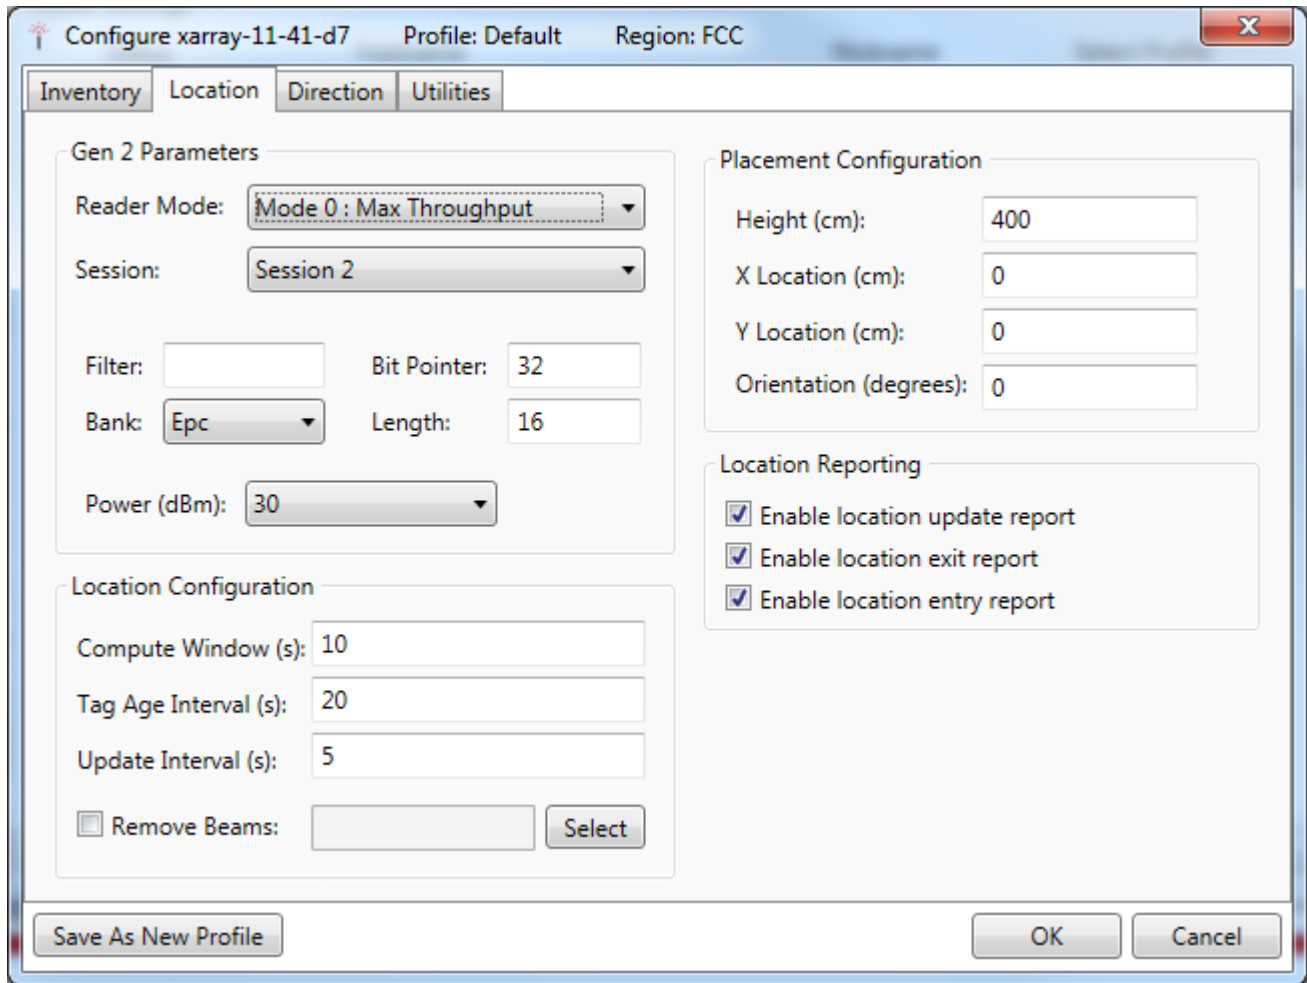 Configure xarray-11-41-d7 Profile: Default Region: FCC
Inventory Location Direction Utilities
Gen 2 Parameters
Reader Mode: Mode 0 : Max Throughput
Session: Session 2
Filter: Bit Pointer: 32
Bank: Epc Length: 16
Power (dBm): 30
Location Configuration
Compute Window (s): 10
Tag Age Interval (s): 20
Update Interval (s): 5
Remove Beams: Select
Placement Configuration
Height (cm): 400
X Location (cm): 0
Y Location (cm): 0
Orientation (degrees): 0
Location Reporting
Enable location update report
Enable location exit report
Enable location entry report
Save As New Profile OK Cancel